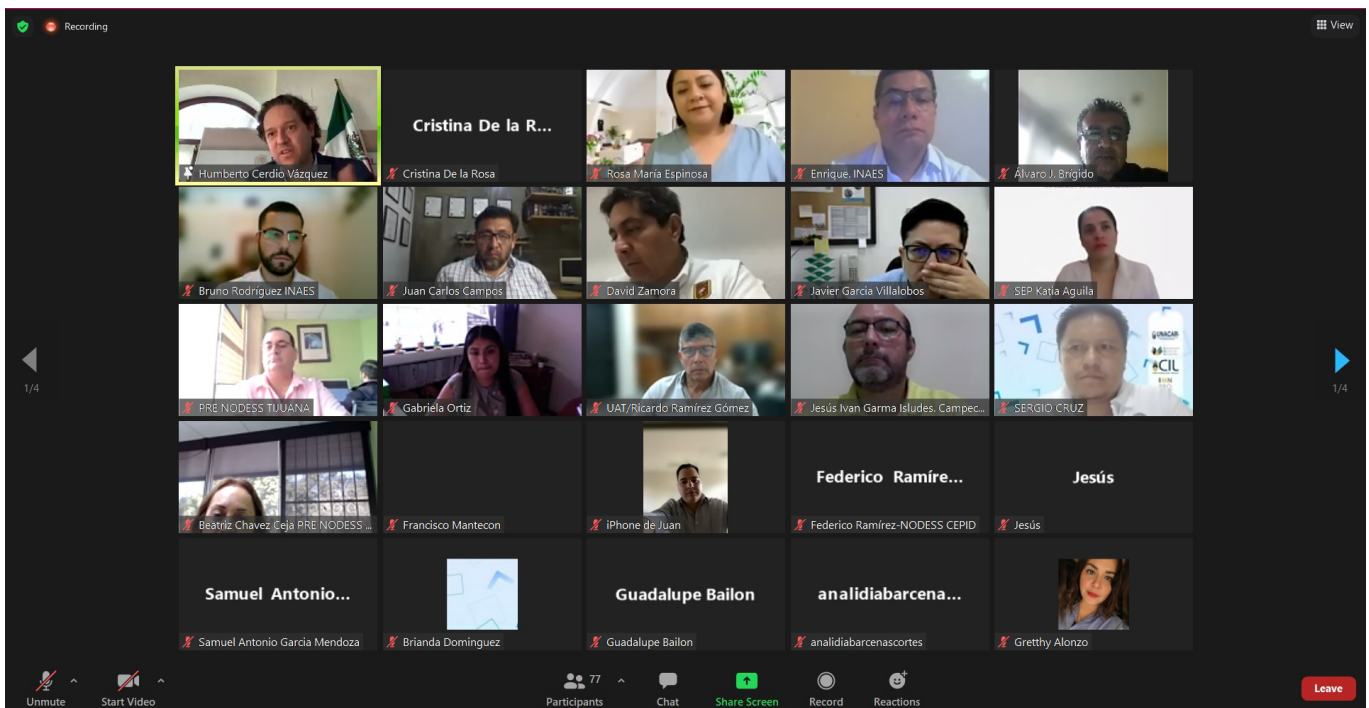 Recording
View
Humberto Cerdio Vázquez
Cristina De la R...
Cristina De la Rosa
Rosa María Espinosa
Enrique. INAES
Álvaro J. Brigido
Bruno Rodríguez INAES
Juan Carlos Campos
David Zamora
Javier Garcia Villalobos
SEP Katia Aguila
PRE NODESS TIJUANA
Gabriela Ortiz
UAT/Ricardo Ramírez Gómez
Jesús Ivan Garma Isludes. Campec...
UNACAR
CIL
SERGIO CRUZ
1/4
1/4
Beatriz Chavez Ceja PRE NODESS ...
Francisco Mantecon
iPhone de Juan
Federico Ramíre...
Federico Ramírez-NODESS CEPID
Jesús
Jesús
Samuel Antonio...
Samuel Antonio Garcia Mendoza
Brianda Dominguez
Guadalupe Bailon
Guadalupe Bailon
analidiabarcena...
analidiabarcenascortes
Gretthy Alonzo
Unmute
Start Video
77
Participants
Chat
Share Screen
Record
Reactions
Leave